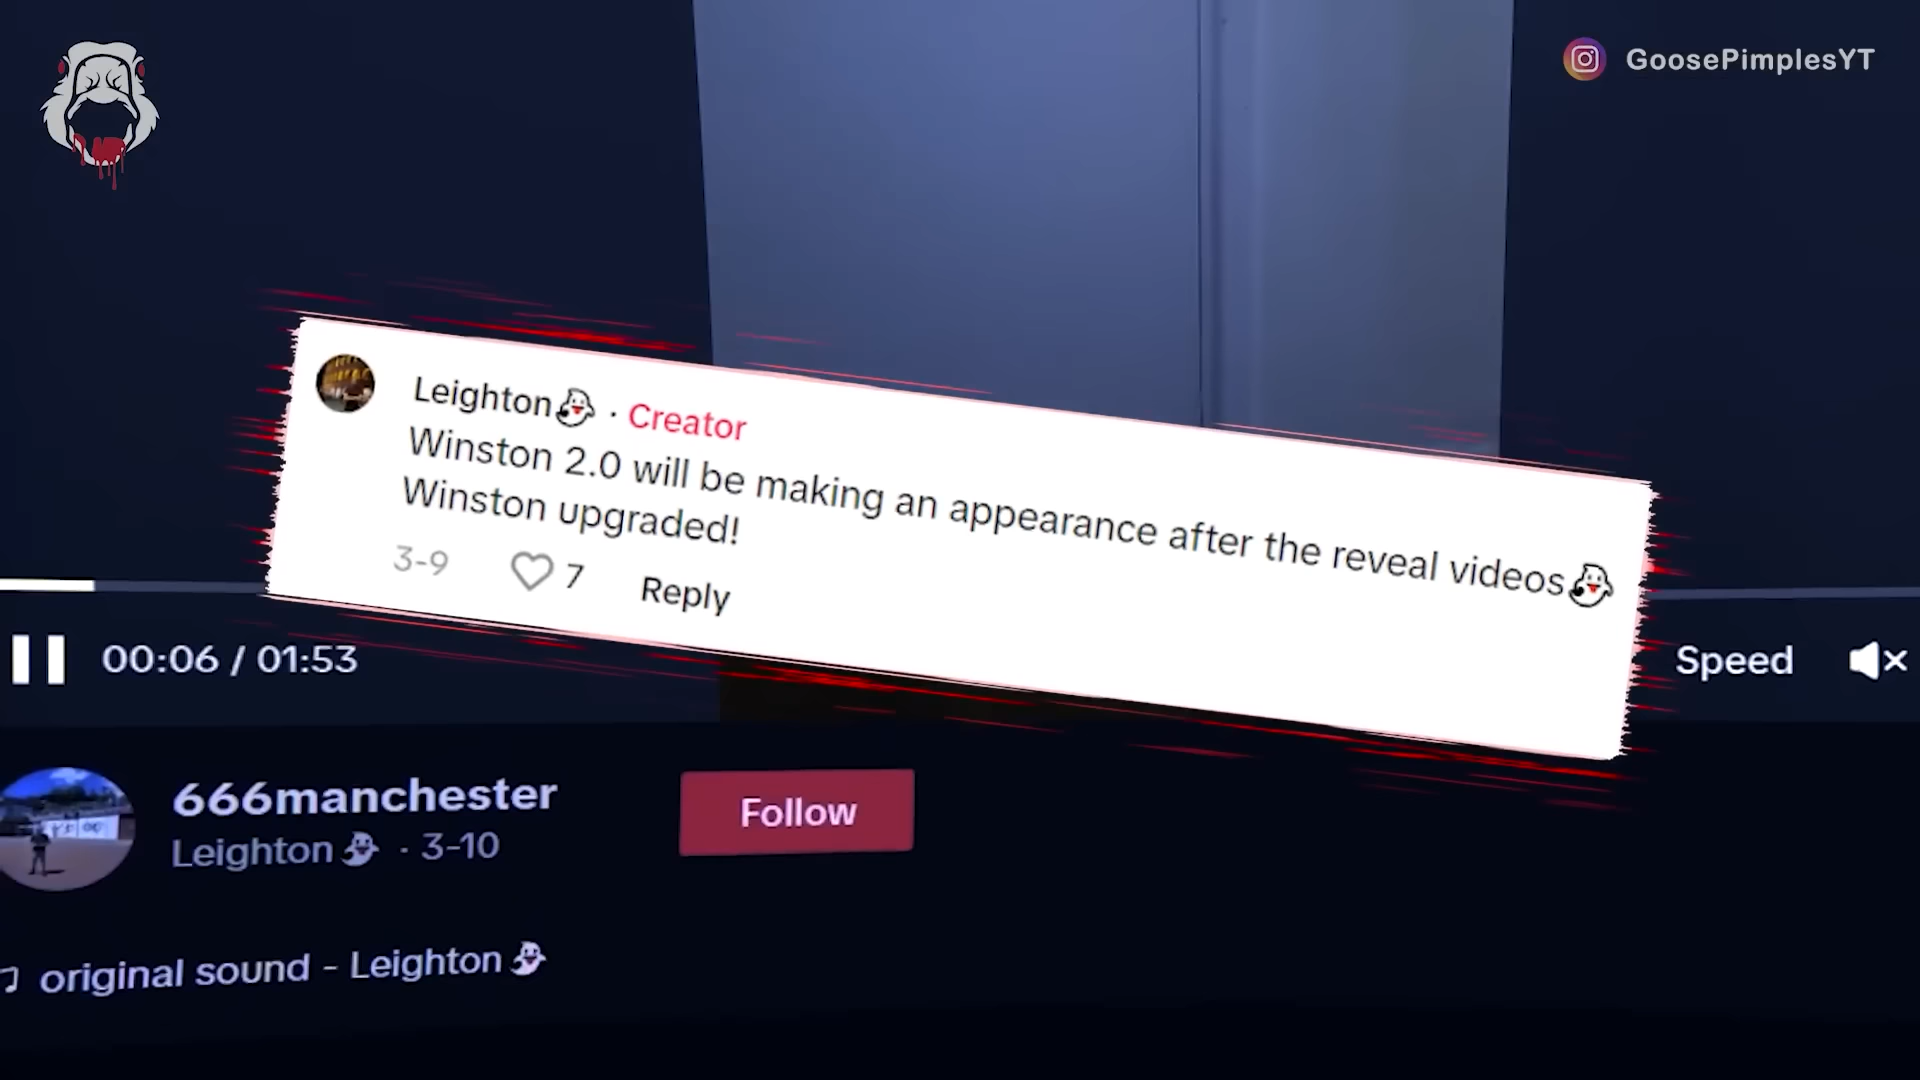 GoosePimplesYT
Leighton👻 · Creator
Winston 2.0 will be making an appearance after the reveal videos👻
Winston upgraded!
3-9 7 Reply
00:06 / 01:53 Speed
666manchester
Leighton👻 · 3-10
Follow
original sound - Leighton👻